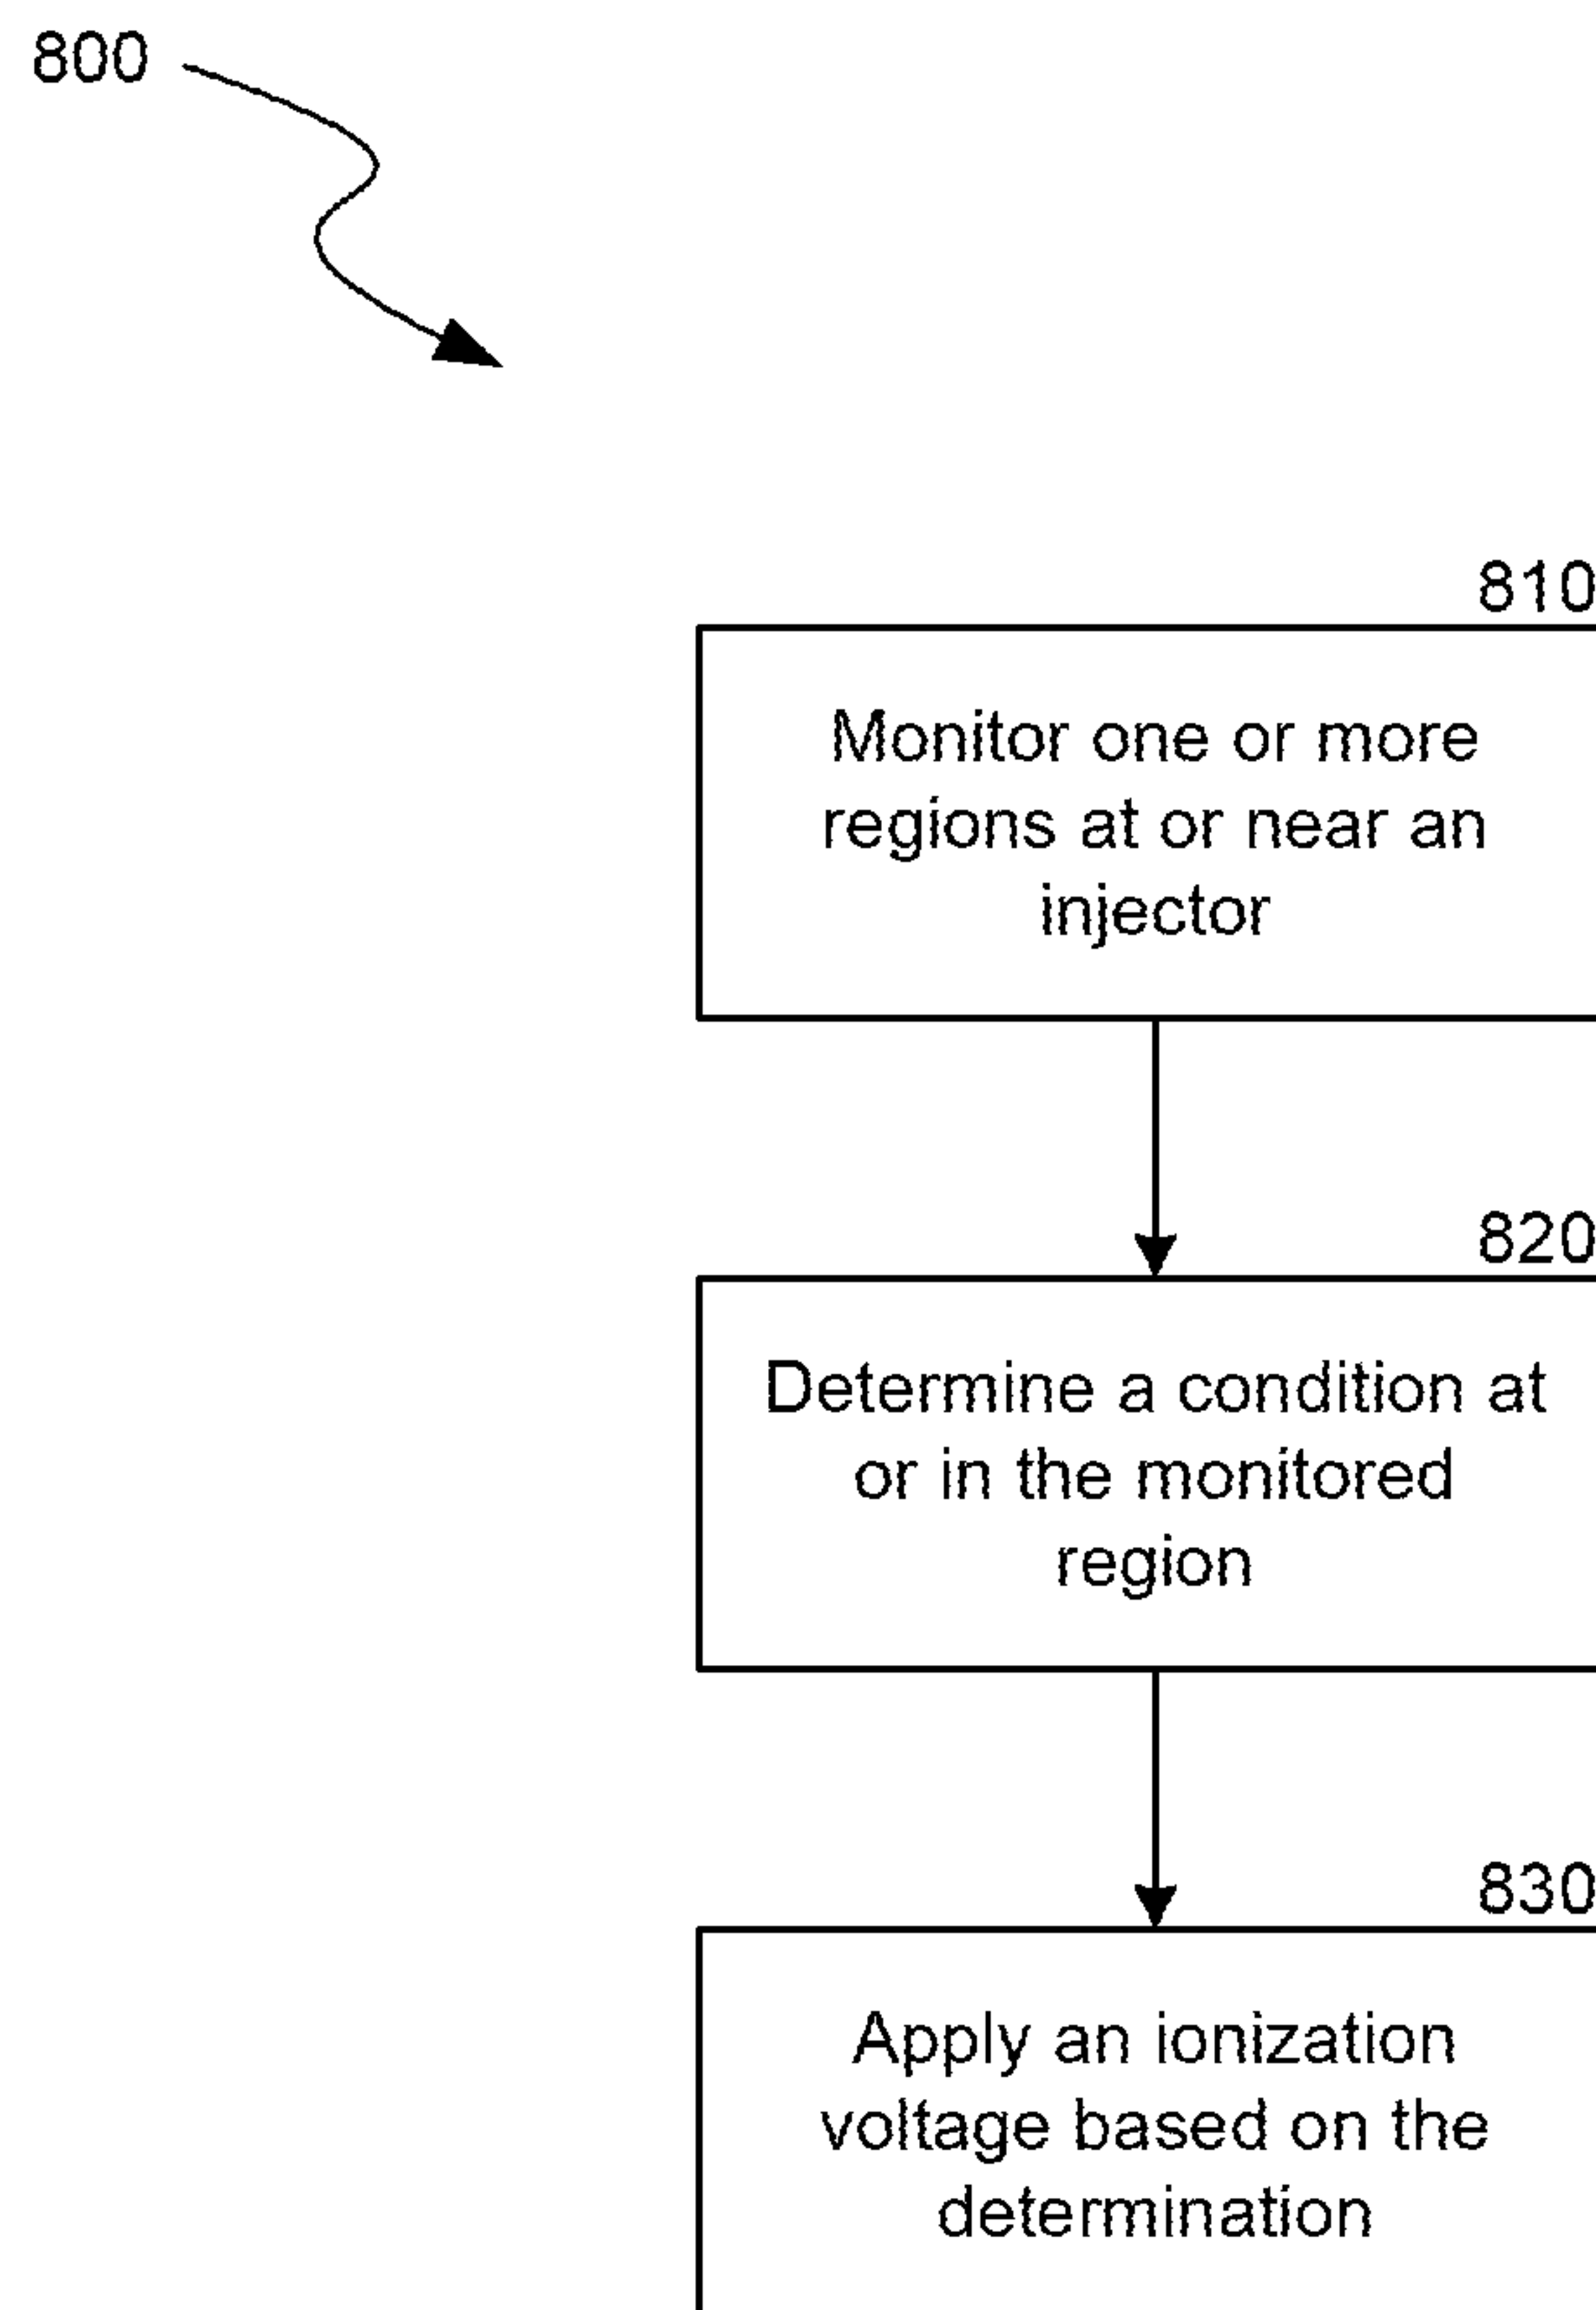 800
810
Monitor one or more
regions at or near an
injector
820
Determine a condition at
or in the monitored
region
830
Apply an ionization
voltage based on the
determination